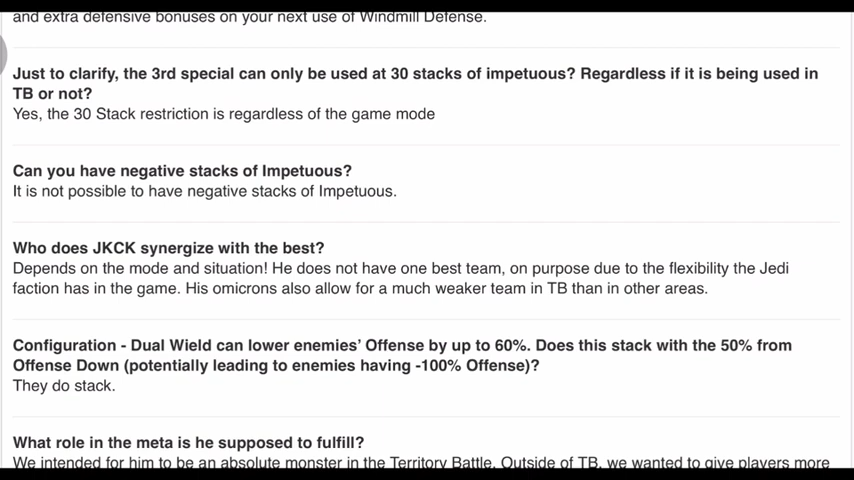 and extra defensive bonuses on your next use of Windmill Defense.
Just to clarify, the 3rd special can only be used at 30 stacks of impetuous? Regardless if it is being used in
TB or not?
Yes, the 30 Stack restriction is regardless of the game mode
Can you have negative stacks of Impetuous?
It is not possible to have negative stacks of Impetuous.
Who does JKCK synergize with the best?
Depends on the mode and situation! He does not have one best team, on purpose due to the flexibility the Jedi
faction has in the game. His omicrons also allow for a much weaker team in TB than in other areas.
Configuration - Dual Wield can lower enemies’ Offense by up to 60%. Does this stack with the 50% from
Offense Down (potentially leading to enemies having -100% Offense)?
They do stack.
What role in the meta is he supposed to fulfill?
We intended for him to be an absolute monster in the Territory Battle. Outside of TB, we wanted to give players more